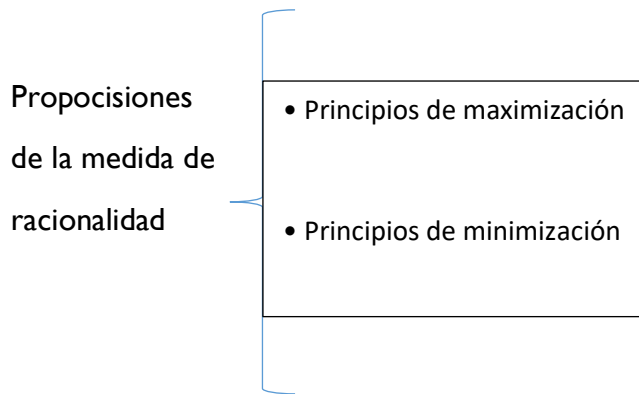 Propocisiones
de la medida de
racionalidad
• Principios de maximización
• Principios de minimización